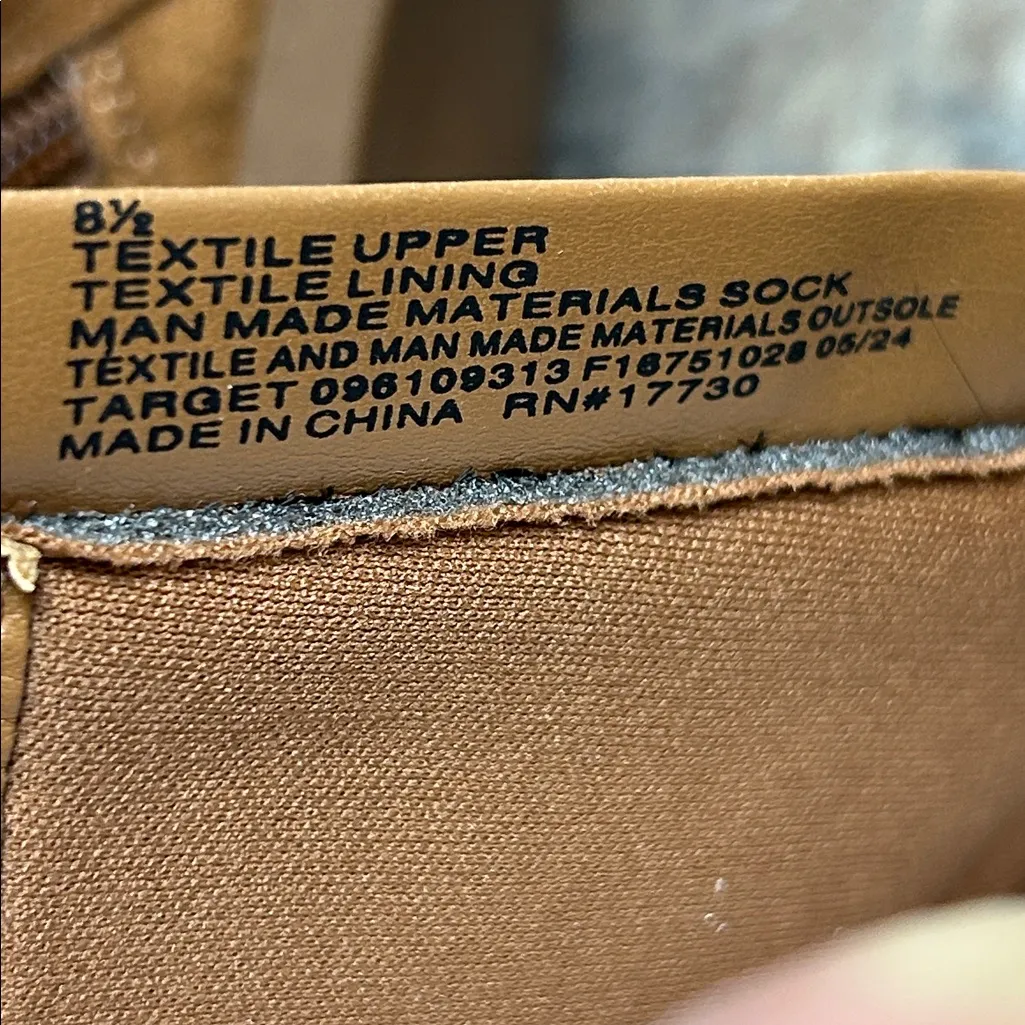 8½
TEXTILE UPPER
TEXTILE LINING
MAN MADE MATERIALS SOCK
TEXTILE AND MAN MADE MATERIALS OUTSOLE
TARGET 096109313 F18751028 05/24
MADE IN CHINA RN#17730